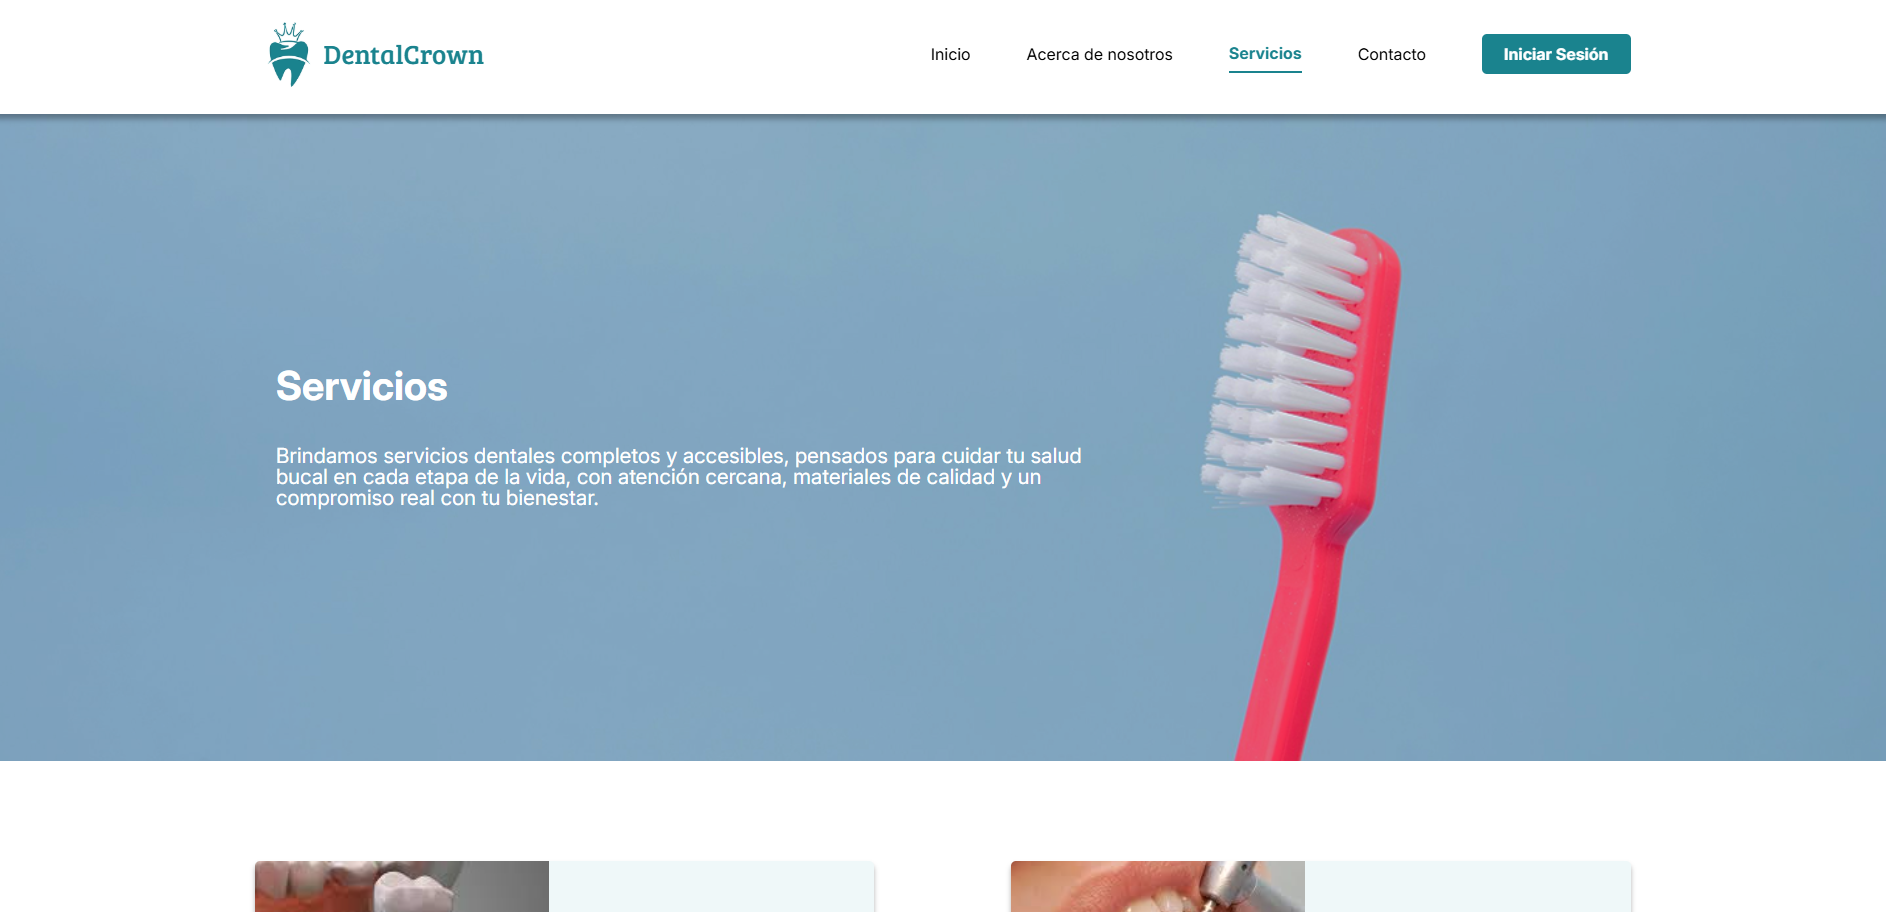 DentalCrown
Inicio
Acerca de nosotros
Servicios
Contacto
Iniciar Sesión
Servicios
Brindamos servicios dentales completos y accesibles, pensados para cuidar tu salud
bucal en cada etapa de la vida, con atención cercana, materiales de calidad y un
compromiso real con tu bienestar.